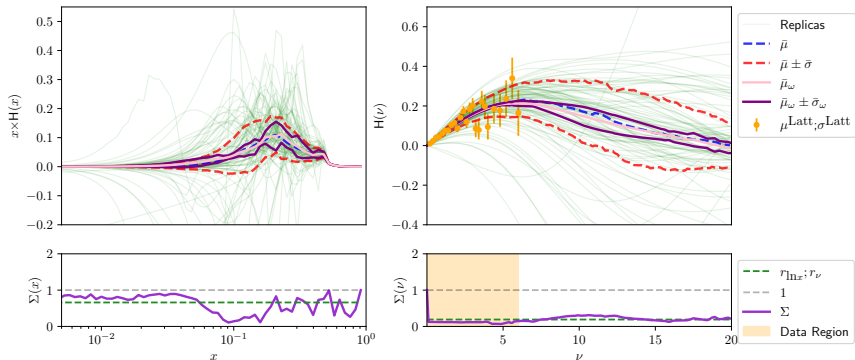 0.5
0.4
0.3
0.2
0.1
0.0
−0.1
−0.2
x×H(x)
0.6
0.4
0.2
0.0
−0.2
−0.4
H(ν)
Replicas
μ̄
μ̄ ± σ̄
μ̄_ω
μ̄_ω ± σ̄_ω
μ^Latt;σ^Latt
2
1
0
Σ(x)
10^−2
10^−1
10^0
x
2
1
0
Σ(ν)
5
10
15
20
ν
r_lnx; r_ν
1
Σ
Data Region